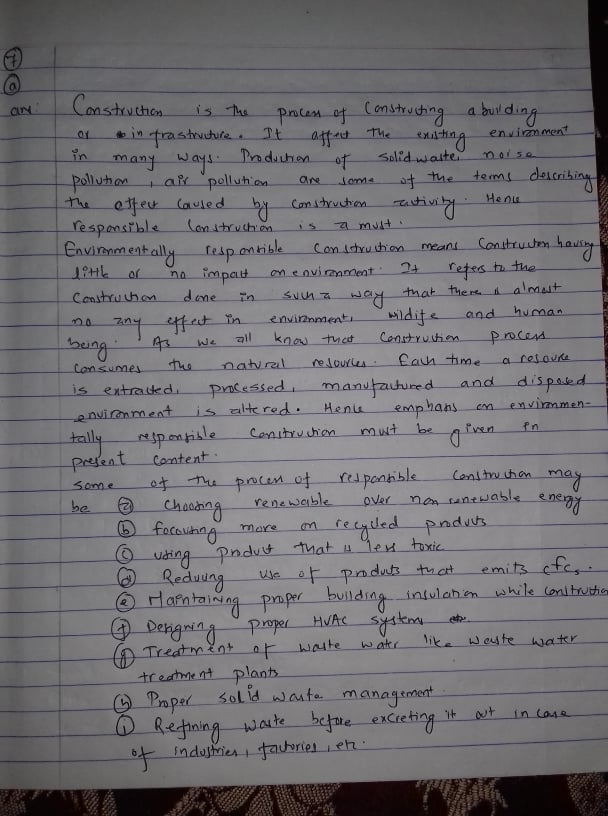 7
a
ans: Construction is the process of Constructing a building
or in frastructure. It affect the existing environment
in many ways. Production of solid waste, noise
pollution, air pollution are some of the terms describing
the effect caused by construction activity. Hence
responsible Construction is a must.
Environmentally responsible construction means Construction having
little or no impact on environment. It refers to the
Construction done in such a way that there is almost
no any effect in environment, wildife and human
being. As we all know that Construction process
consumes the natural resources. Each time a resource
is extracted, processed, manufactured and disposed
environment is altered. Hence emphasis on environmen-
tally responsible Construction must be given in
present content.
Some of the process of responsible construction may
be a choosing renewable over non renewable energy
b focousing more on recycled products
c using product that is less toxic
d Reducing use of products that emits cfcs.
e Maintaining proper building insulation while construction
f Designing proper HVAC system
g Treatment of waste water like waste water
treatment plants
h Proper solid waste management.
i Refining waste before excreting it out in case
of industries, factories, etc.